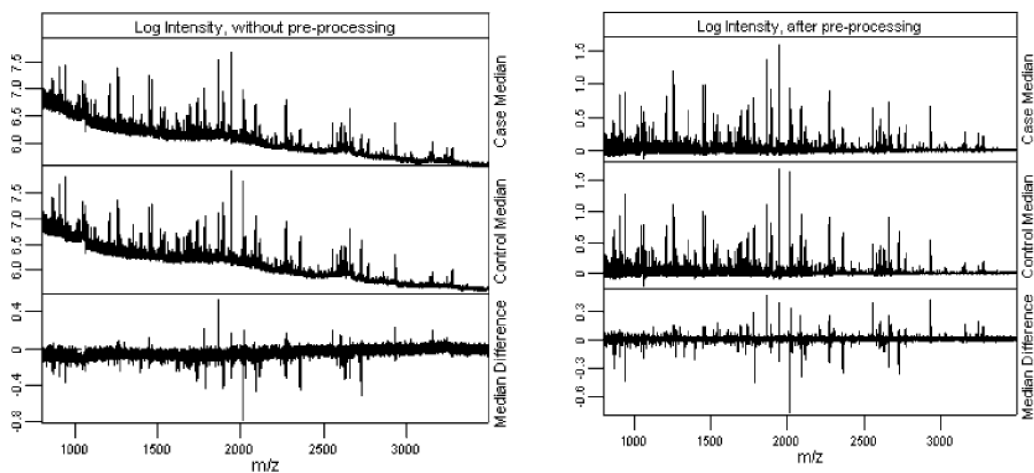 Log Intensity, without pre-processing
7.5
7.0
6.5
6.0
Case Median
7.5
7.0
6.5
6.0
Control Median
0.4
0
-0.4
-0.8
Median Difference
1000 1500 2000 2500 3000
m/z
Log Intensity, after pre-processing
1.5
1.0
0.5
0
Case Median
1.5
1.0
0.5
0
Control Median
0.3
0
-0.3
-0.6
Median Difference
1000 1500 2000 2500 3000
m/z